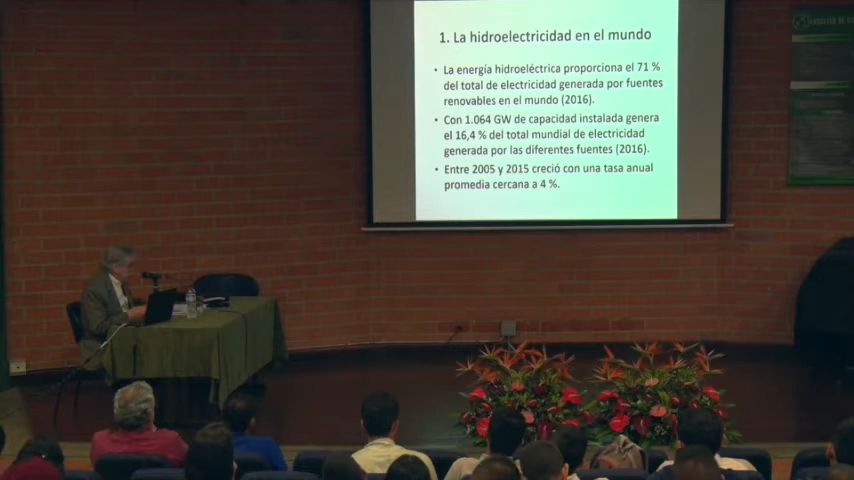 1. La hidroelectricidad en el mundo
• La energía hidroeléctrica proporciona el 71 %
del total de electricidad generada por fuentes
renovables en el mundo (2016).
• Con 1.064 GW de capacidad instalada genera
el 16,4 % del total mundial de electricidad
generada por las diferentes fuentes (2016).
• Entre 2005 y 2015 creció con una tasa anual
promedia cercana a 4 %.